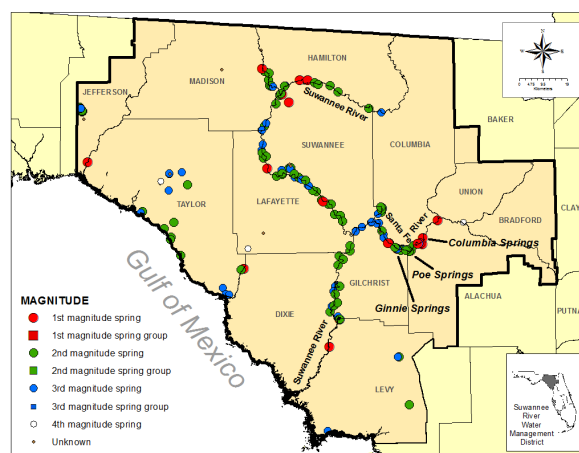 HAMILTON
MADISON
JEFFERSON
Suwannee River
BAKER
SUWANNEE
COLUMBIA
UNION
BRADFORD
CLAY
TAYLOR
LAFAYETTE
Santa Fe River
Columbia Springs
Poe Springs
Ginnie Springs
GILCHRIST
ALACHUA
PUTNA
DIXIE
Suwannee River
LEVY
Gulf of Mexico
MAGNITUDE
1st magnitude spring
1st magnitude spring group
2nd magnitude spring
2nd magnitude spring group
3rd magnitude spring
3rd magnitude spring group
4th magnitude spring
Unknown
Suwannee
River
Water
Management
District